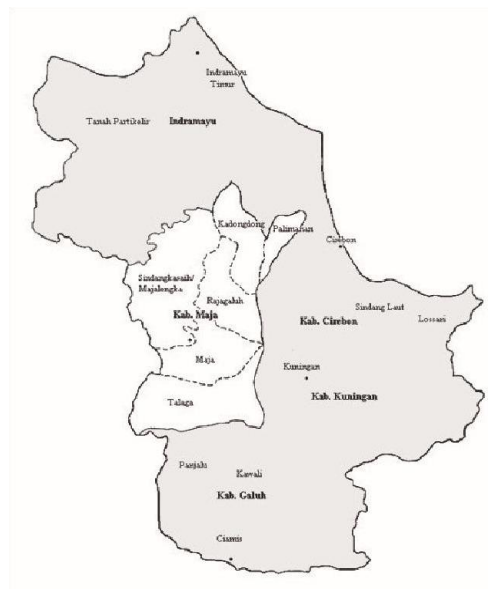 Indramayu
Timur
Tanah Partikelir
Indramayu
Kadongdong
Palimanan
Cirebon
Sindangkasih/
Majalengka
Rajagaluh
Kab. Maja
Sindang Laut
Kab. Cirebon
Lossari
Maja
Kuningan
Kab. Kuningan
Talaga
Panjalu
Kawali
Kab. Galuh
Ciamis